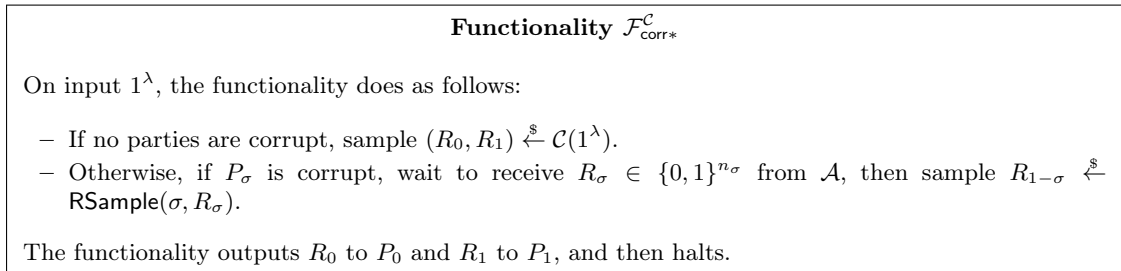 Functionality $\mathcal{F}^{\mathcal{C}}_{\mathsf{corr}*}$
On input $1^\lambda$, the functionality does as follows:
– If no parties are corrupt, sample $(R_0, R_1) \xleftarrow{\$} \mathcal{C}(1^\lambda)$.
– Otherwise, if $P_\sigma$ is corrupt, wait to receive $R_\sigma \in \{0,1\}^{n_\sigma}$ from $\mathcal{A}$, then sample $R_{1-\sigma} \xleftarrow{\$}$
$\mathsf{RSample}(\sigma, R_\sigma)$.
The functionality outputs $R_0$ to $P_0$ and $R_1$ to $P_1$, and then halts.